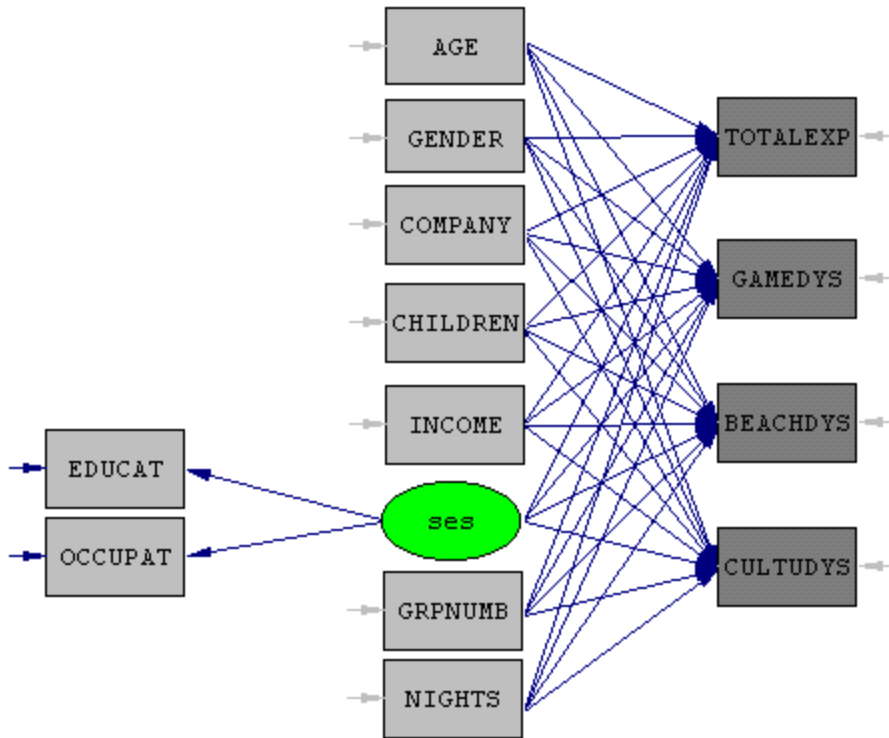 AGE
GENDER
COMPANY
CHILDREN
INCOME
ses
GRPNUMB
NIGHTS
EDUCAT
OCCUPAT
TOTALEXP
GAMEDYS
BEACHDYS
CULTUDYS